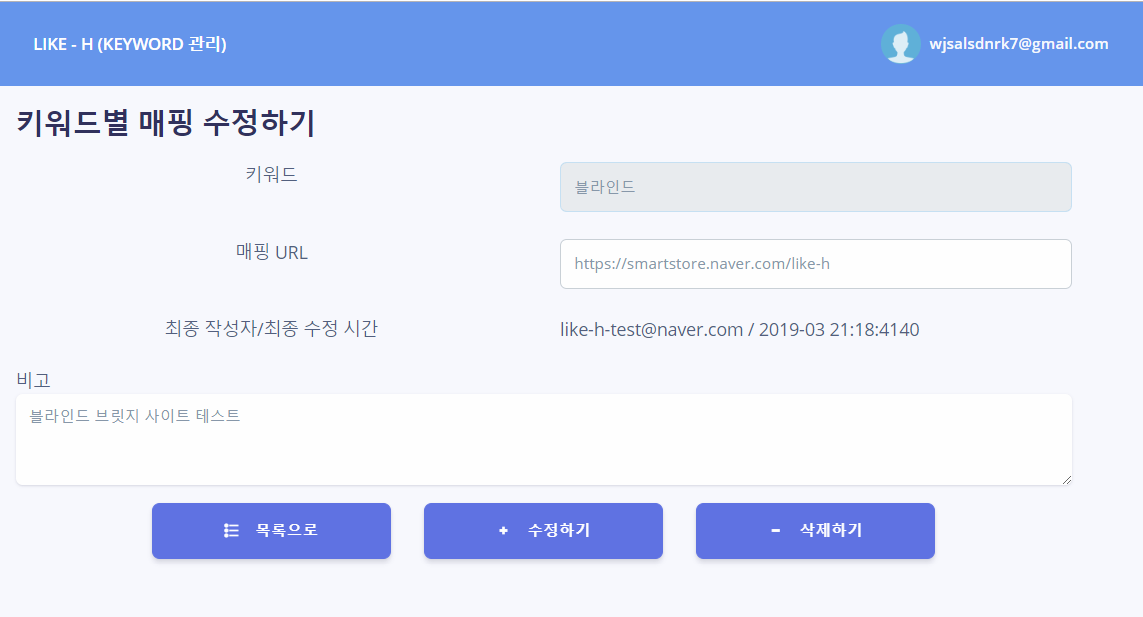 LIKE - H (KEYWORD 관리)
wjsalsdnrk7@gmail.com
키워드별 매핑 수정하기
키워드
블라인드
매핑 URL
https://smartstore.naver.com/like-h
최종 작성자/최종 수정 시간
like-h-test@naver.com / 2019-03 21:18:4140
비고
블라인드 브릿지 사이트 테스트
목록으로
수정하기
삭제하기